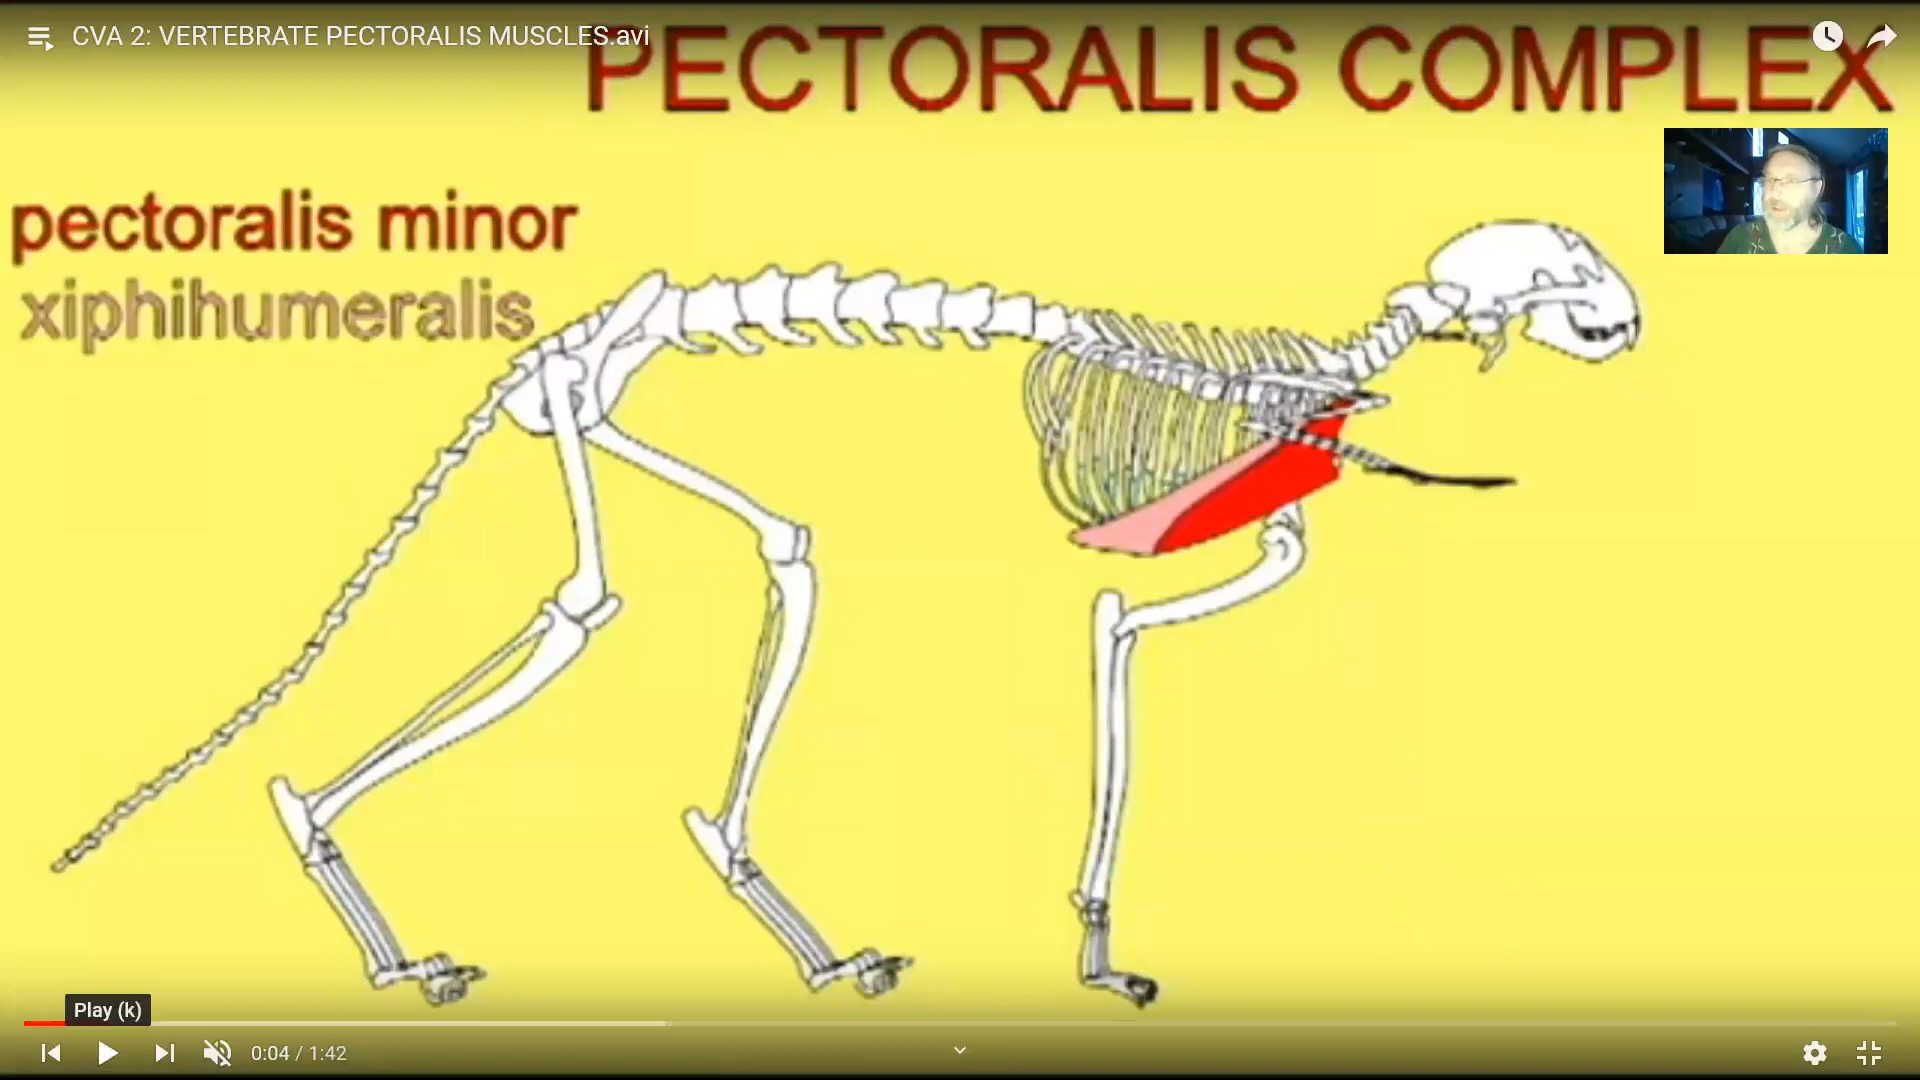 CVA 2: VERTEBRATE PECTORALIS MUSCLES.avi
PECTORALIS COMPLEX
pectoralis minor
xiphihumeralis
Play (k)
0:04 / 1:42